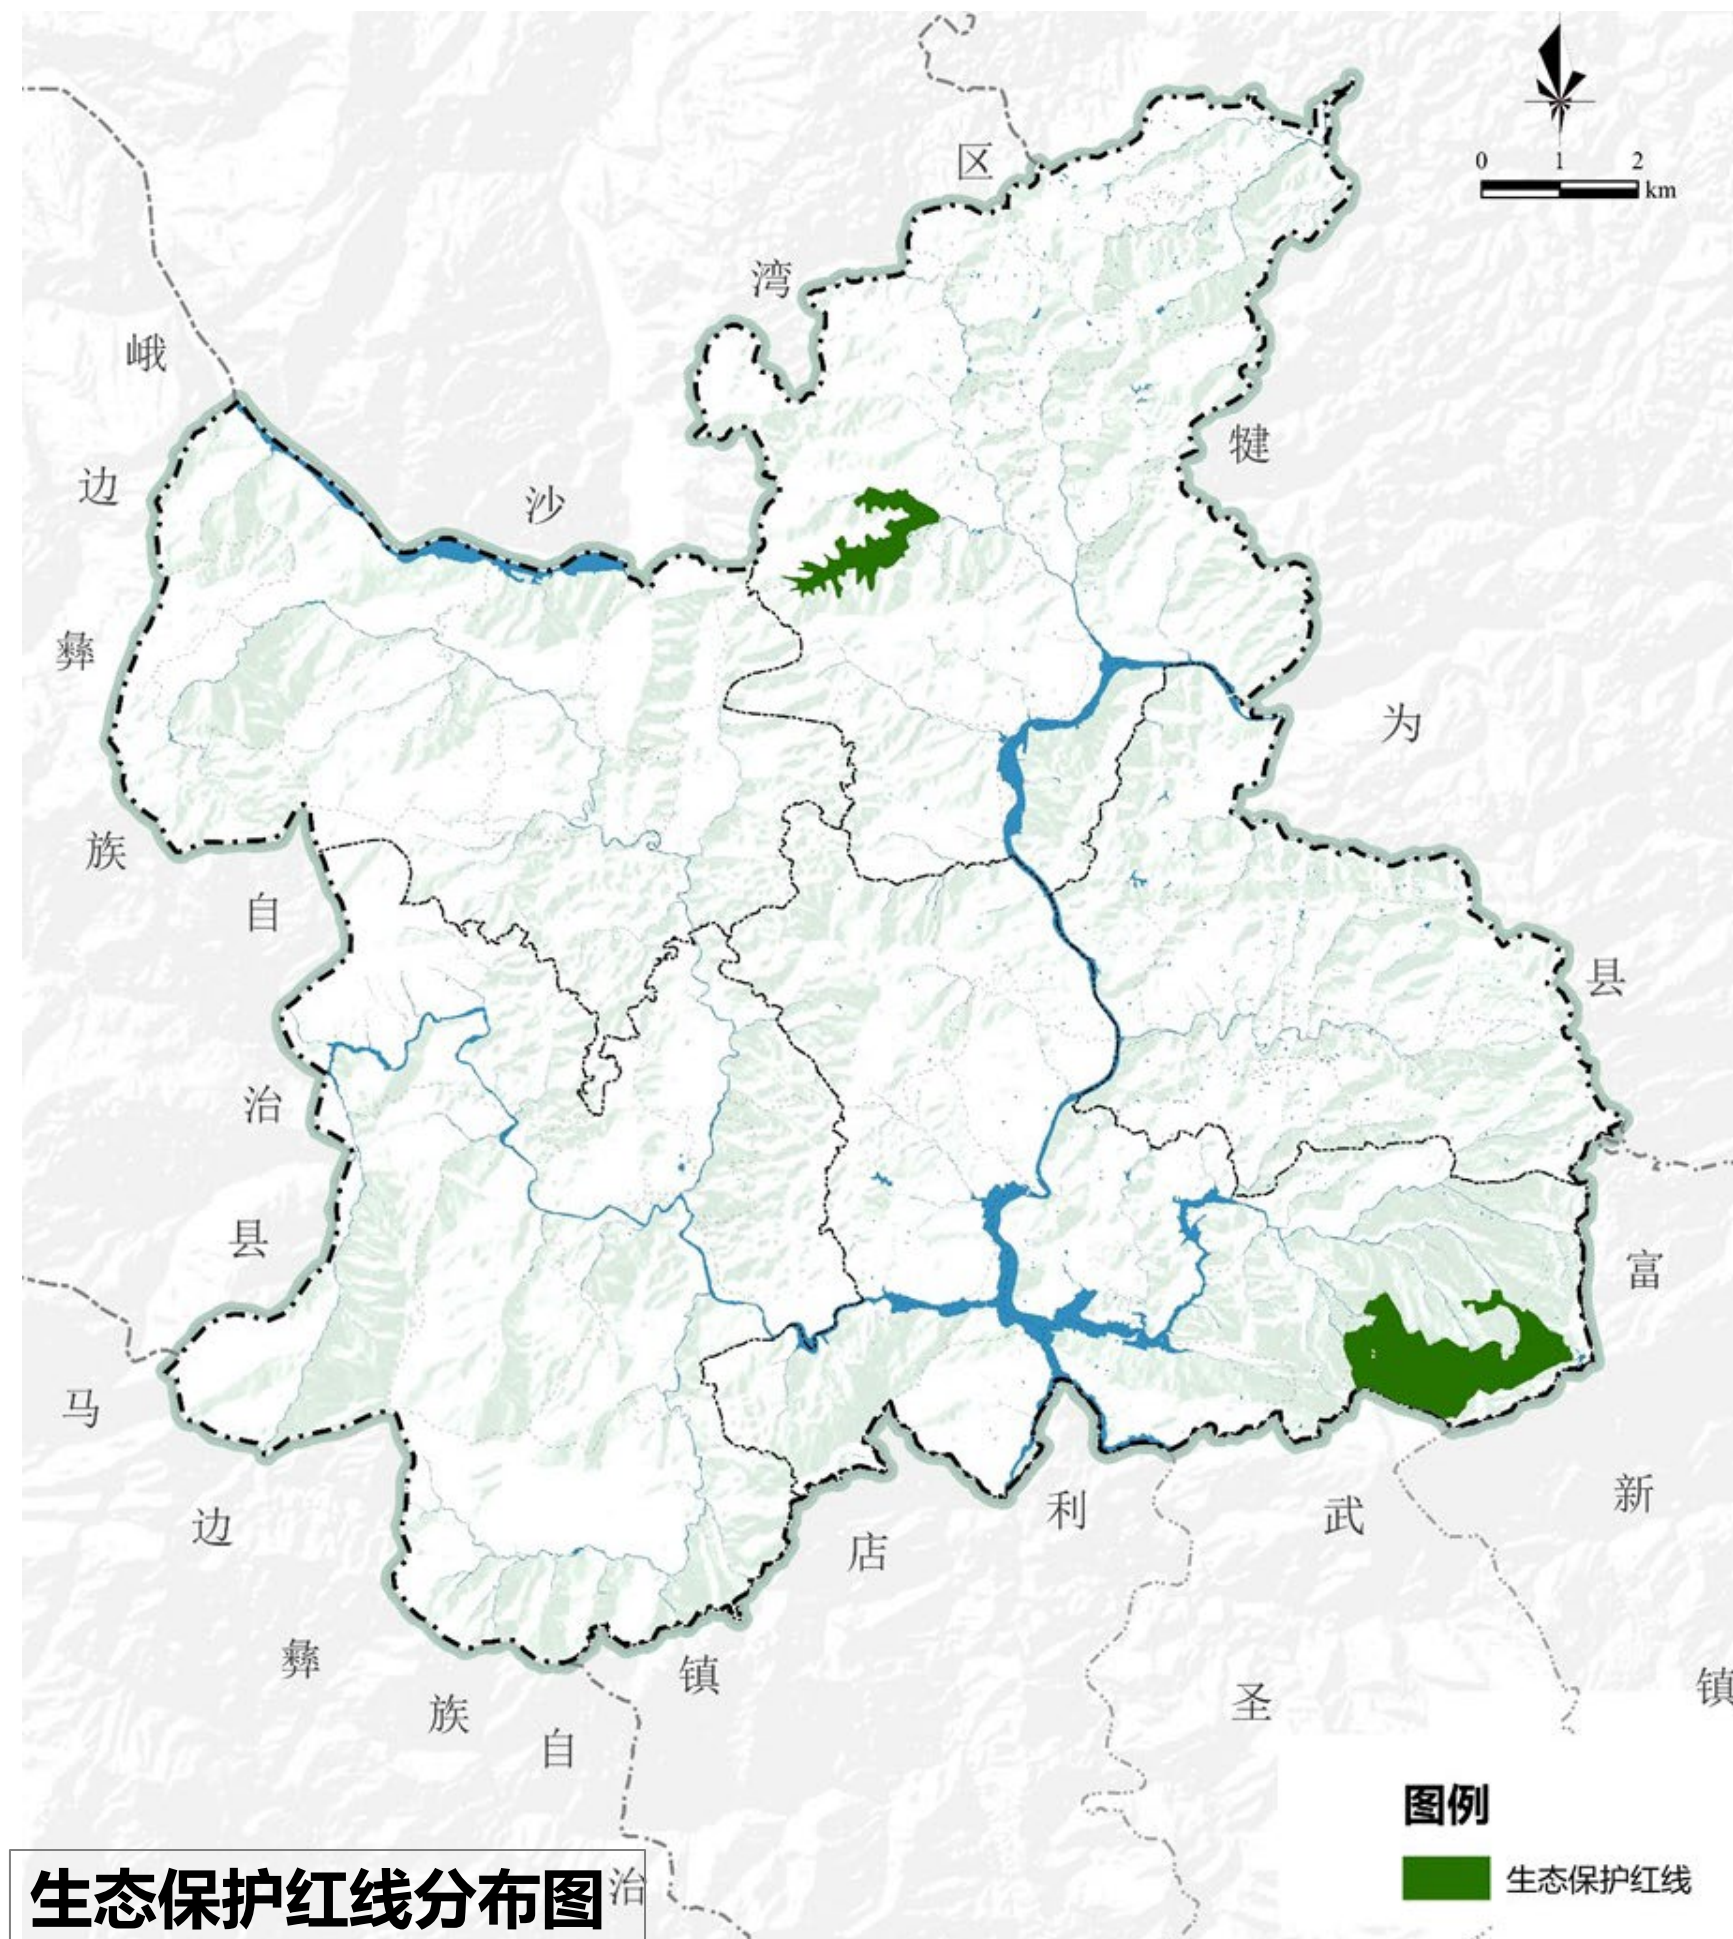 区
0 1 2
km
湾
峨
犍
边
沙
彝
为
族
自
县
治
县
富
马
新
利
武
边
店
彝
镇
镇
族
圣
自
图例
生态保护红线
治
生态保护红线分布图